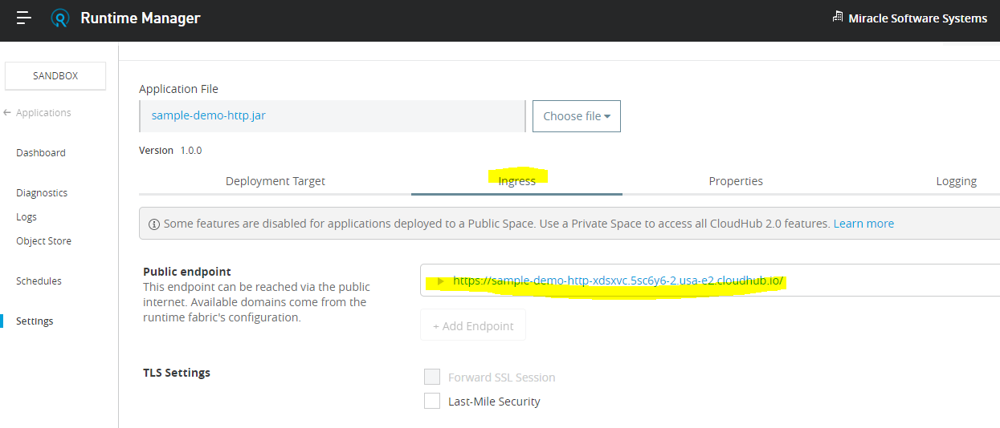 Runtime Manager
Miracle Software Systems
SANDBOX
Applications
Dashboard
Diagnostics
Logs
Object Store
Schedules
Settings
Application File
sample-demo-http.jar
Choose file
Version 1.0.0
Deployment Target
Ingress
Properties
Logging
Some features are disabled for applications deployed to a Public Space. Use a Private Space to access all CloudHub 2.0 features. Learn more
Public endpoint
This endpoint can be reached via the public
internet. Available domains come from the
runtime fabric's configuration.
https://sample-demo-http-xdsxvc.5sc6y6-2.usa-e2.cloudhub.io/
+ Add Endpoint
TLS Settings
Forward SSL Session
Last-Mile Security